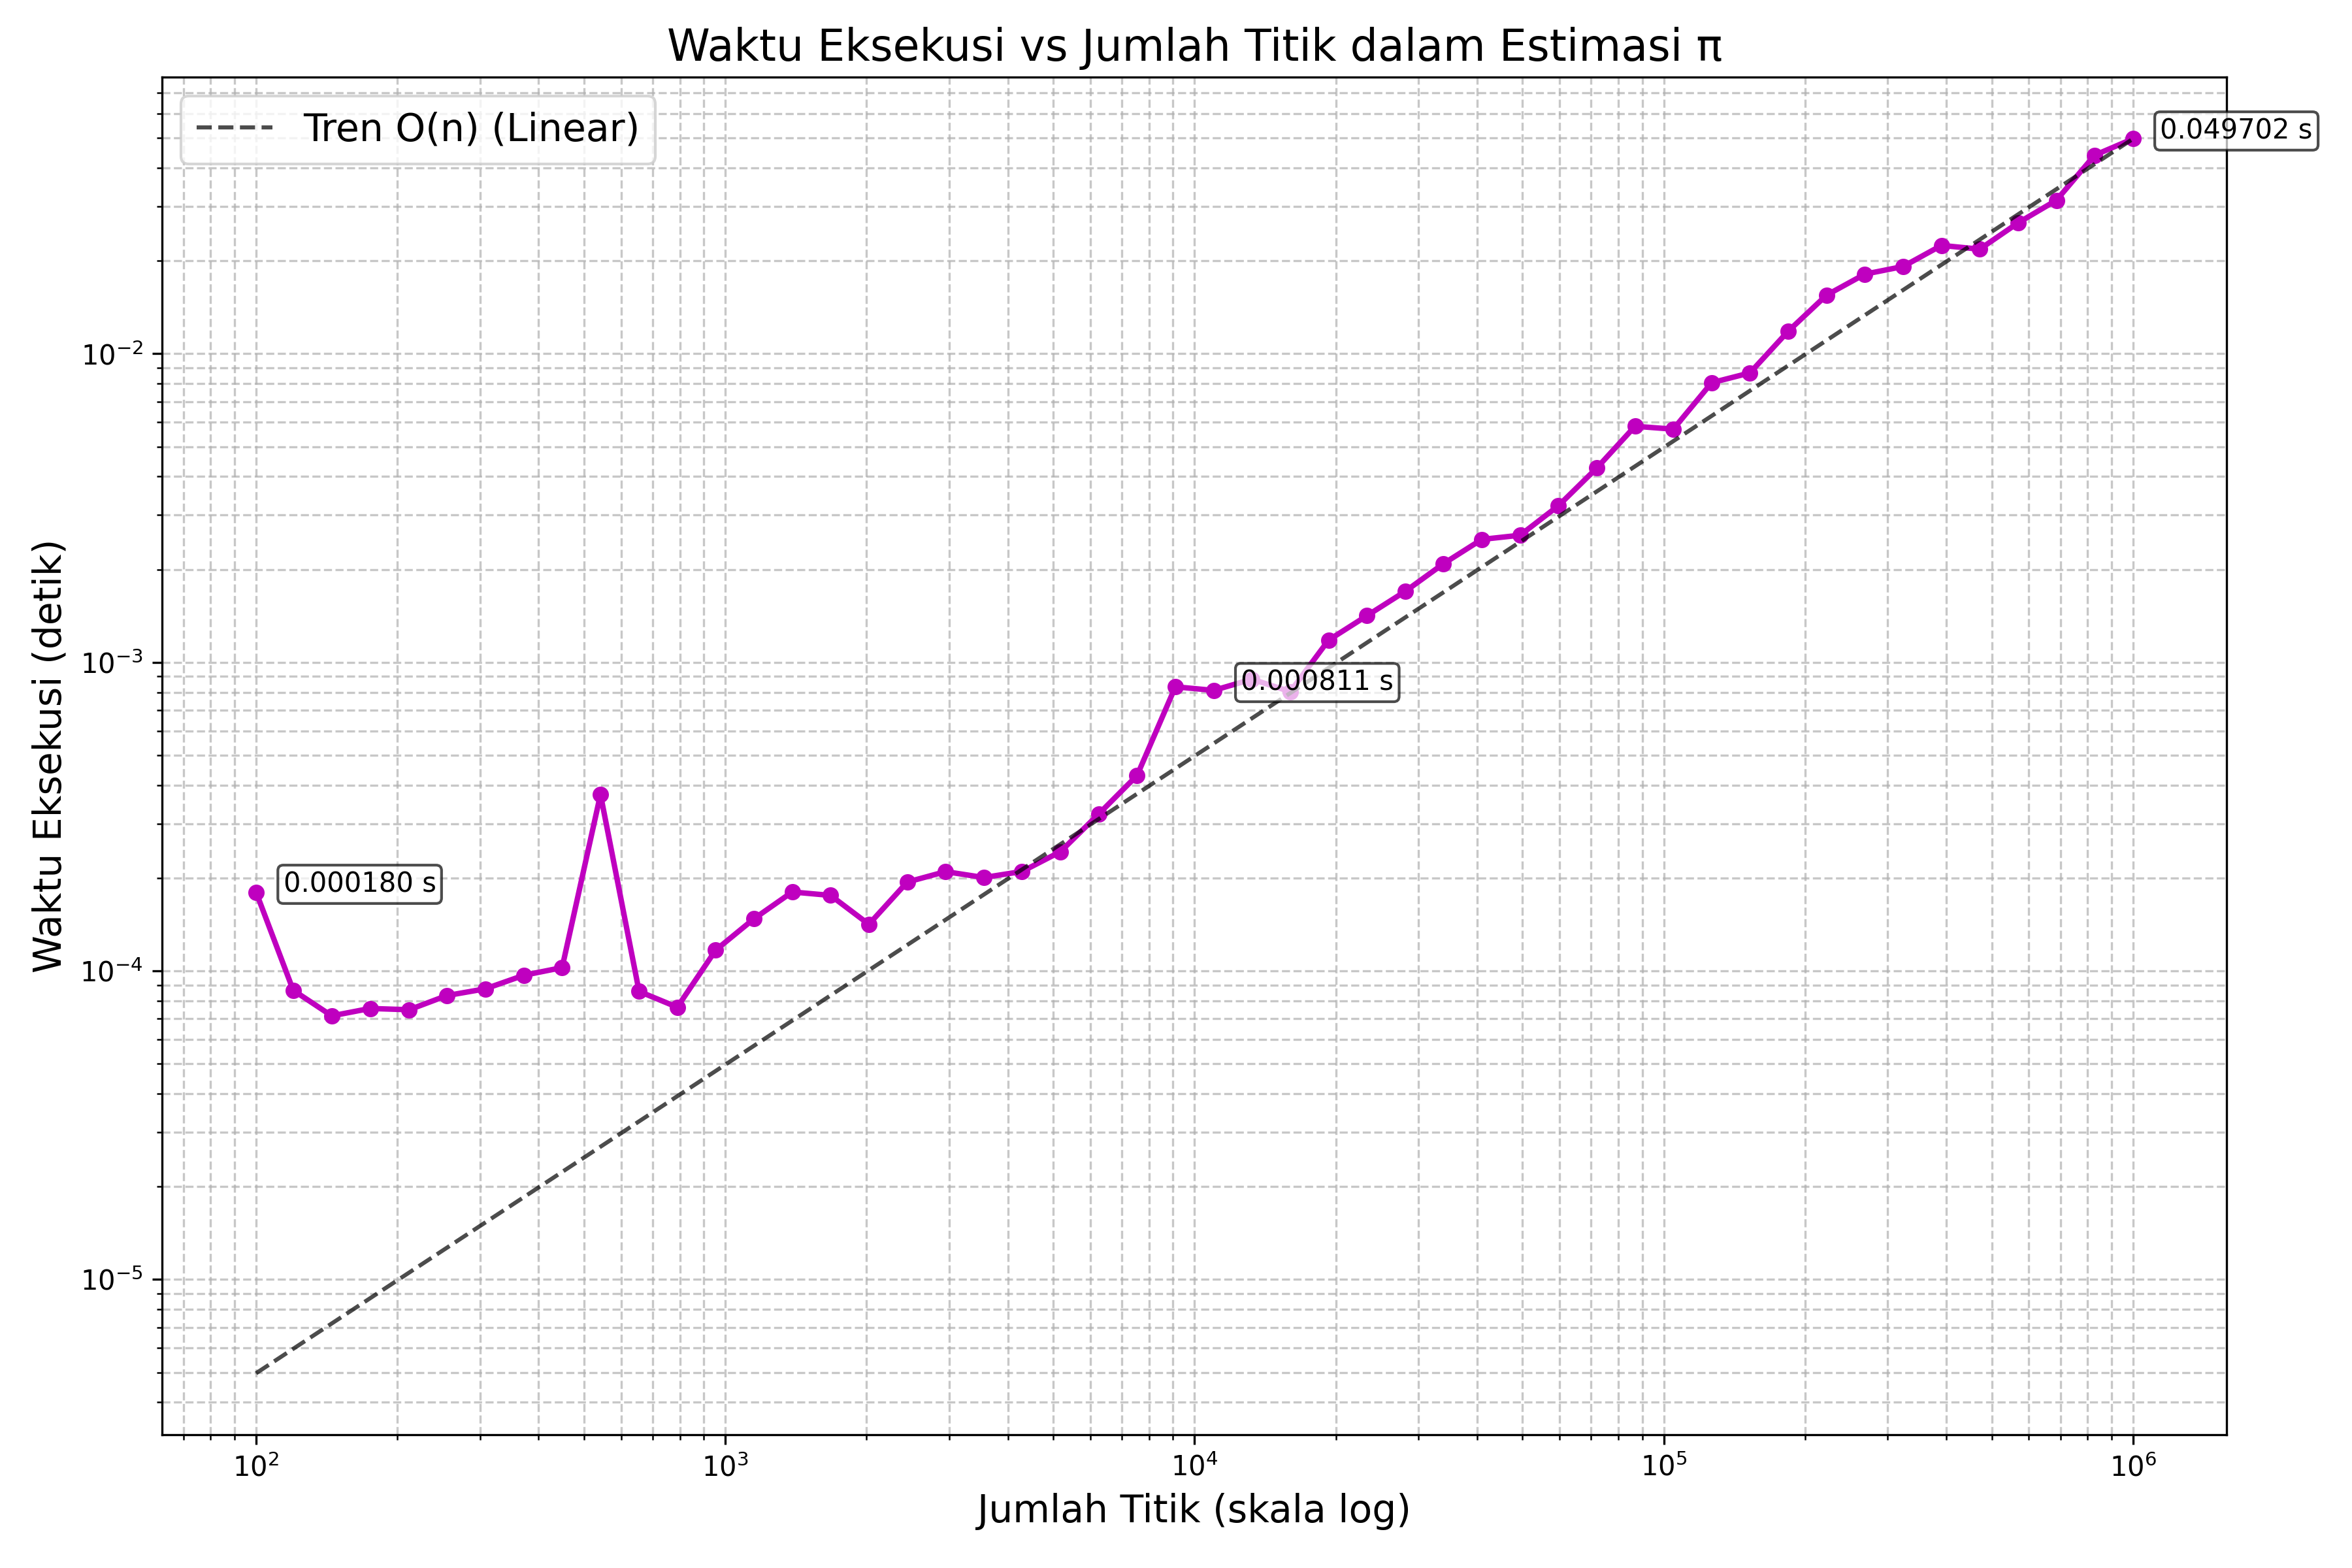 Waktu Eksekusi vs Jumlah Titik dalam Estimasi π
Tren O(n) (Linear)
0.049702 s
0.000811 s
0.000180 s
Waktu Eksekusi (detik)
10⁻²
10⁻³
10⁻⁴
10⁻⁵
10²
10³
10⁴
10⁵
10⁶
Jumlah Titik (skala log)